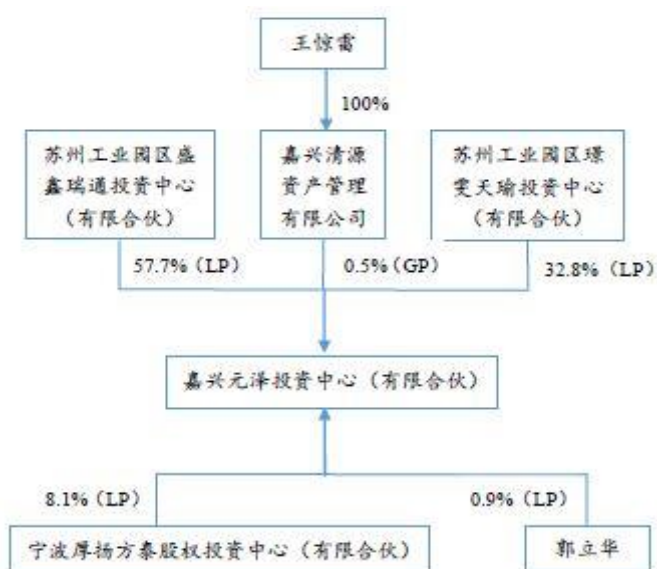 王惊雷
100%
苏州工业园区盛
鑫瑞通投资中心
（有限合伙）
嘉兴清源
资产管理
有限公司
苏州工业园区璟
雯天瑜投资中心
（有限合伙）
57.7%（LP）
0.5%（GP）
32.8%（LP）
嘉兴元泽投资中心（有限合伙）
8.1%（LP）
0.9%（LP）
宁波厚扬方泰股权投资中心（有限合伙）
郭立华